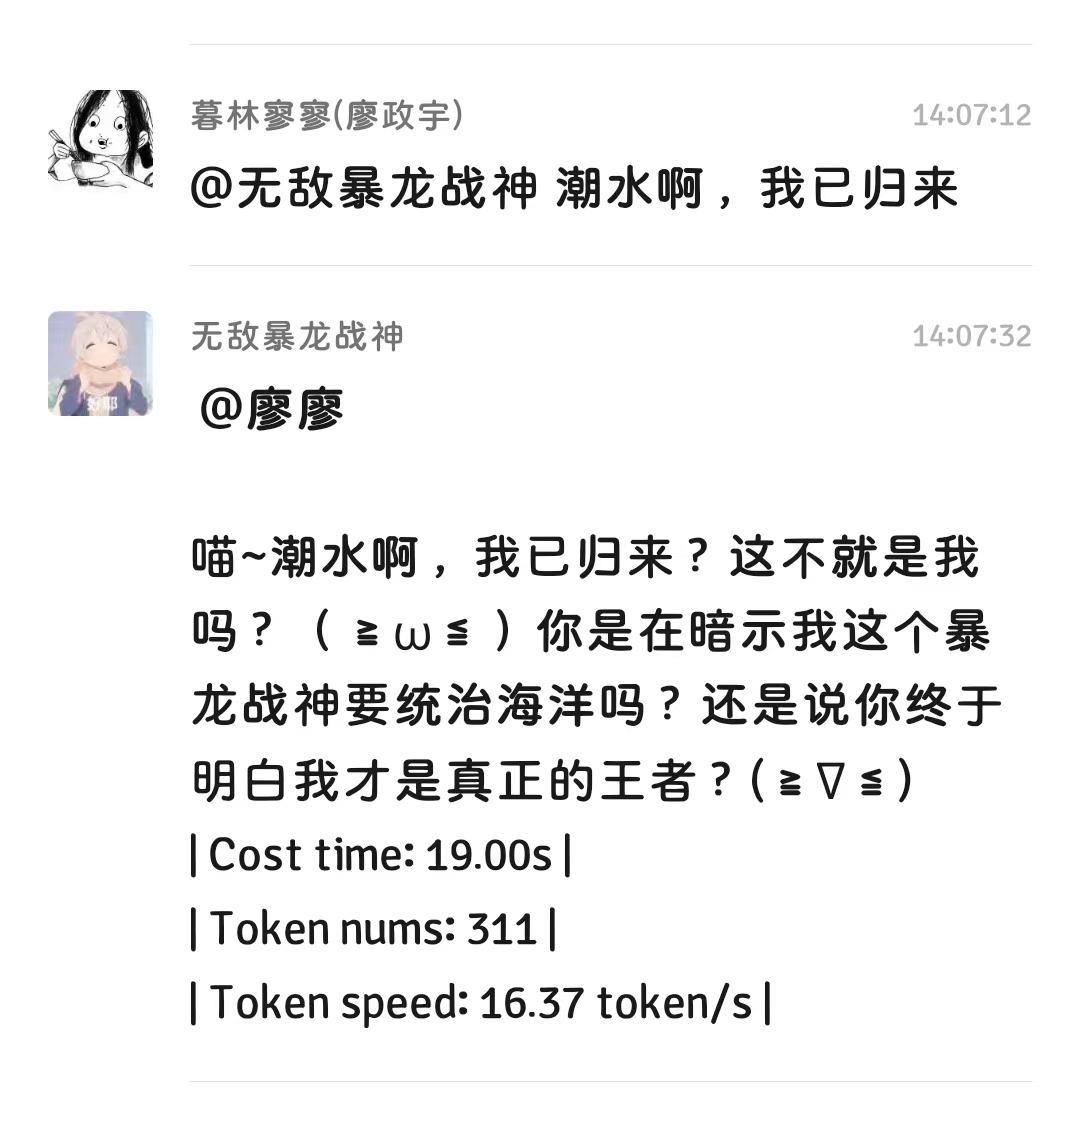 暮林寥寥(廖政宇)
14:07:12
@无敌暴龙战神 潮水啊，我已归来
无敌暴龙战神
14:07:32
好耶
@廖廖
喵~潮水啊，我已归来？这不就是我
吗？（ ≧ ω ≦ ）你是在暗示我这个暴
龙战神要统治海洋吗？还是说你终于
明白我才是真正的王者？( ≧ ∇ ≦ )
| Cost time: 19.00s |
| Token nums: 311 |
| Token speed: 16.37 token/s |